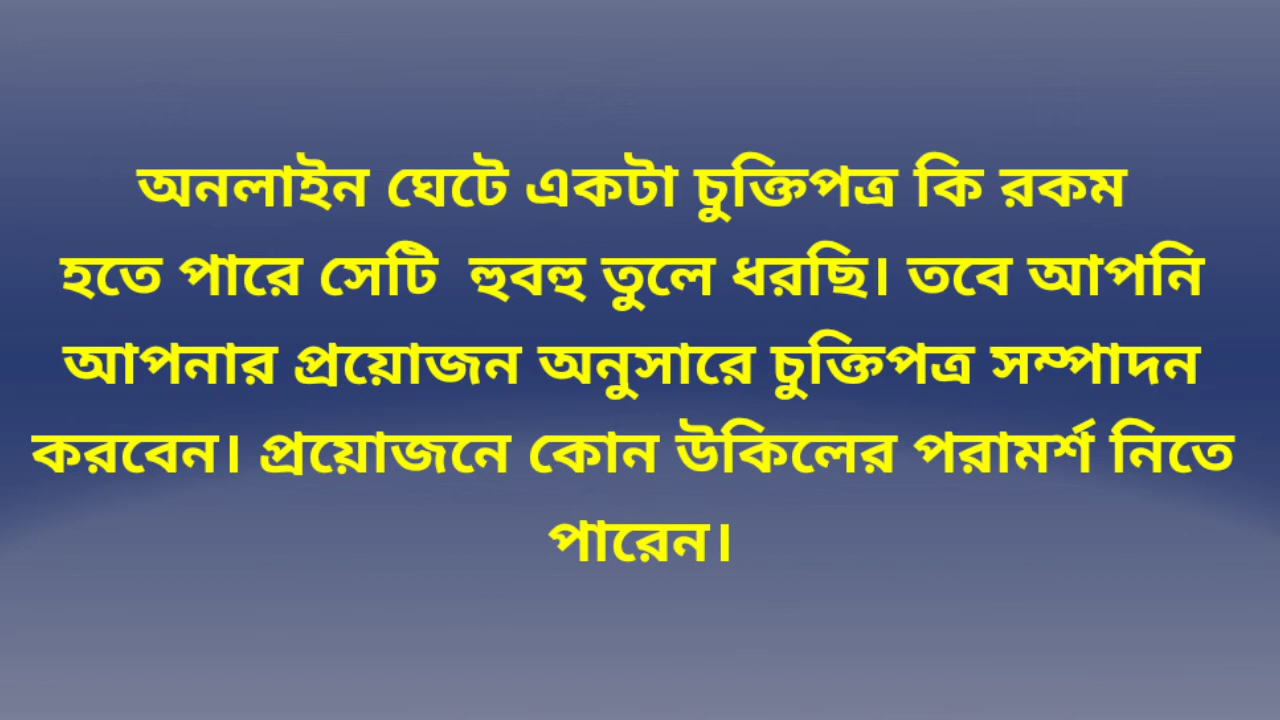 অনলাইন ঘেটে একটা চুক্তিপত্র কি রকম
হতে পারে সেটি হুবহু তুলে ধরছি। তবে আপনি
আপনার প্রয়োজন অনুসারে চুক্তিপত্র সম্পাদন
করবেন। প্রয়োজনে কোন উকিলের পরামর্শ নিতে
পারেন।